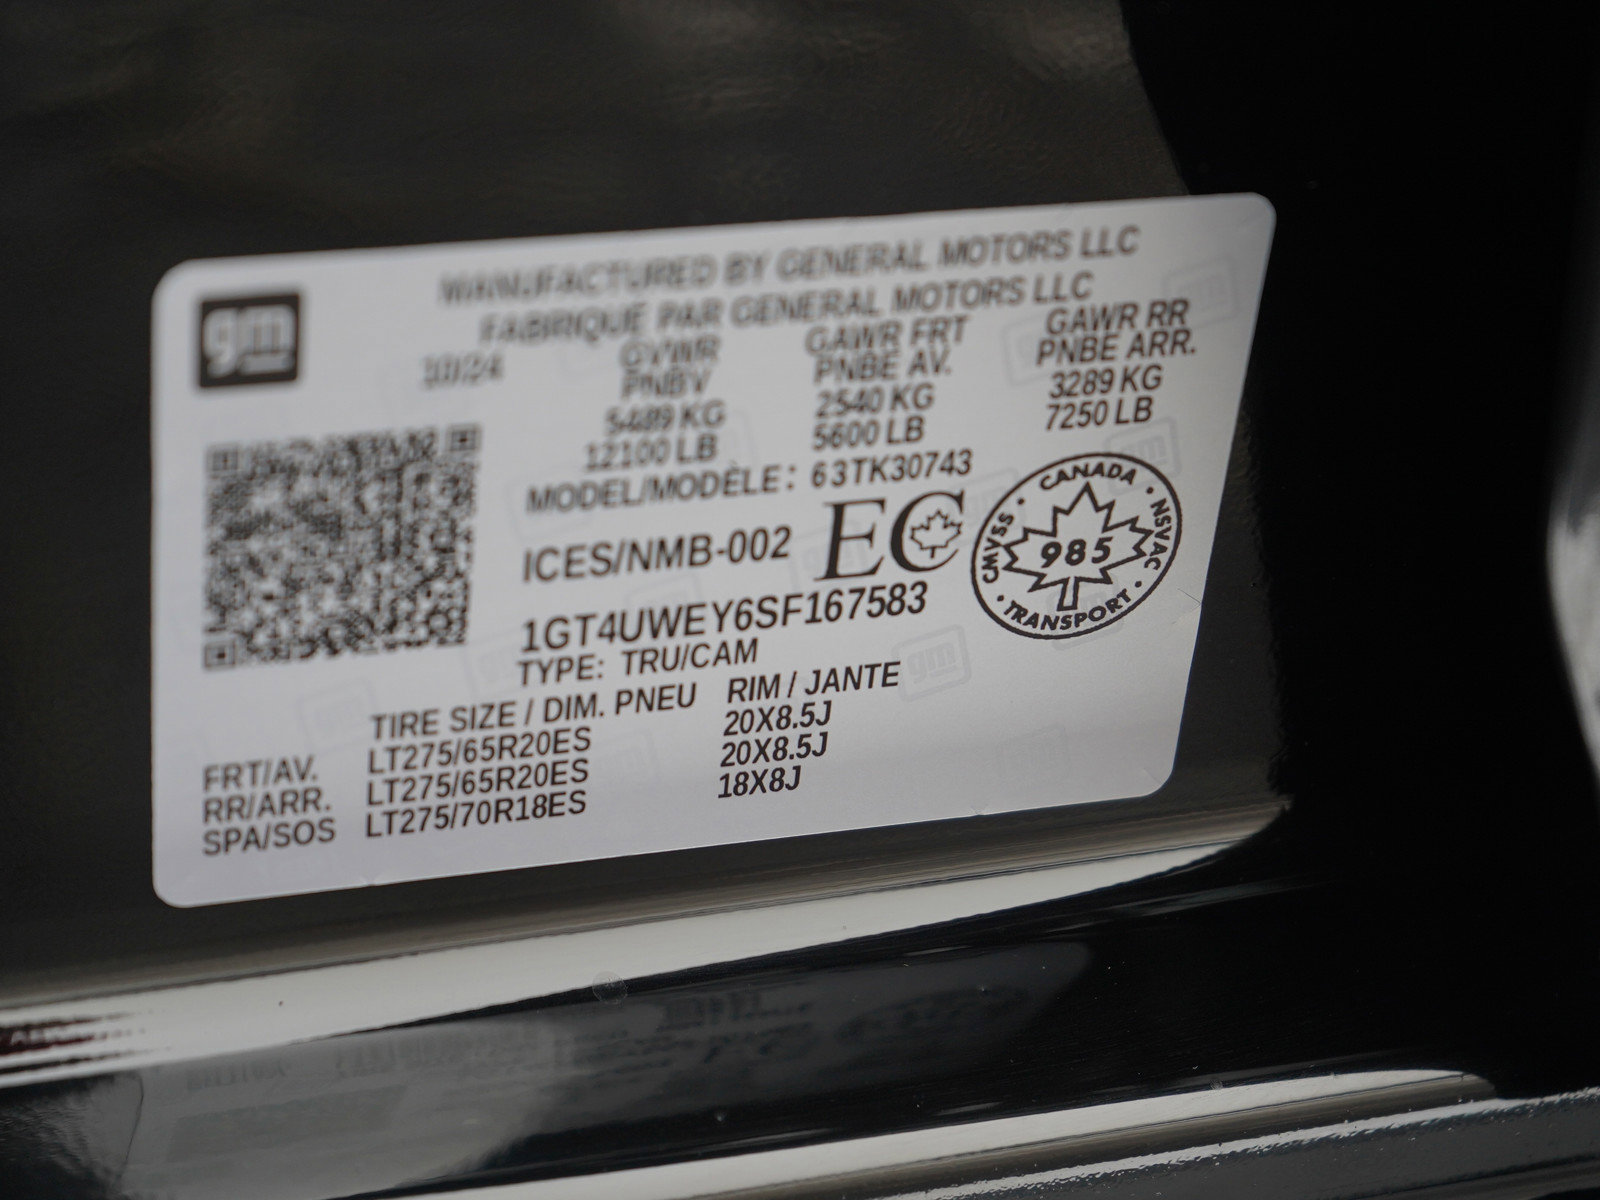 gm
MANUFACTURED BY GENERAL MOTORS LLC
FABRIQUÉ PAR GENERAL MOTORS LLC
10/24 GVWR GAWR FRT GAWR RR
PNBV PNBE AV. PNBE ARR.
5489 KG 2540 KG 3289 KG
12100 LB 5600 LB 7250 LB
MODEL/MODÈLE: 63TK30743
ICES/NMB-002 EC
CANADA
CMVSS 985 NSVAC
TRANSPORT
1GT4UWEY6SF167583
TYPE: TRU/CAM
TIRE SIZE / DIM. PNEU RIM / JANTE
FRT/AV. LT275/65R20ES 20X8.5J
RR/ARR. LT275/65R20ES 20X8.5J
SPA/SOS LT275/70R18ES 18X8J